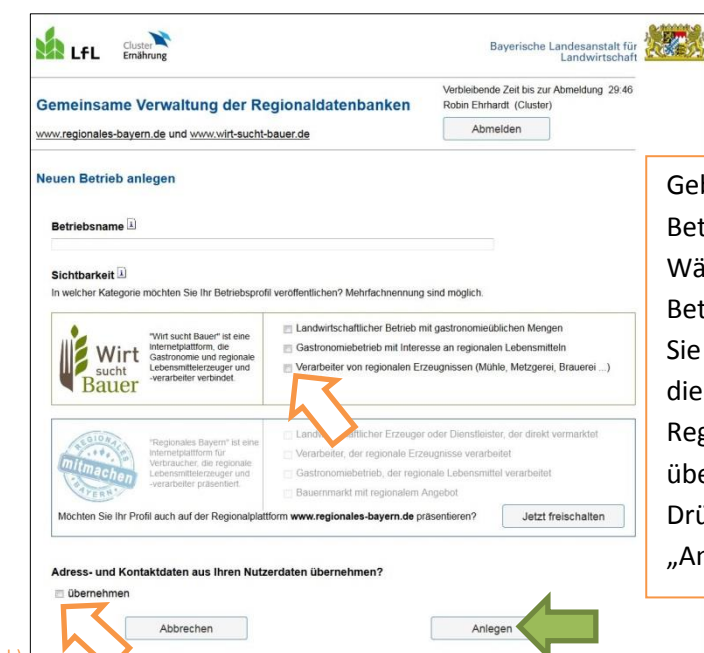 LfL
Cluster
Ernährung
Bayerische Landesanstalt für
Landwirtschaft
Verbleibende Zeit bis zur Abmeldung 29:46
Gemeinsame Verwaltung der Regionaldatenbanken
Robin Ehrhardt (Cluster)
www.regionales-bayern.de und www.wirt-sucht-bauer.de
Abmelden
Neuen Betrieb anlegen
Betriebsname
Sichtbarkeit
In welcher Kategorie möchten Sie Ihr Betriebsprofil veröffentlichen? Mehrfachnennung sind möglich.
Wirt
sucht
Bauer
"Wirt sucht Bauer" ist eine
Internetplattform, die
Gastronomie und regionale
Lebensmittelerzeuger und
-verarbeiter verbindet.
Landwirtschaftlicher Betrieb mit gastronomieüblichen Mengen
Gastronomiebetrieb mit Interesse an regionalen Lebensmitteln
Verarbeiter von regionalen Erzeugnissen (Mühle, Metzgerei, Brauerei ...)
REGIONALES
mitmachen
BAYERN
"Regionales Bayern" ist eine
Internetplattform für
Verbraucher, die regionale
Lebensmittelerzeuger und
-verarbeiter präsentiert.
Erzeuger oder Dienstleister, der direkt vermarktet
Verarbeiter, der regionale Erzeugnisse verarbeitet
Gastronomiebetrieb, der regionale Lebensmittel verarbeitet
Bauernmarkt mit regionalem Angebot
Möchten Sie Ihr Profil auch auf der Regionalplattform www.regionales-bayern.de präsentieren?
Jetzt freischalten
Adress- und Kontaktdaten aus Ihren Nutzerdaten übernehmen?
übernehmen
Abbrechen
Anlegen
Sie
die